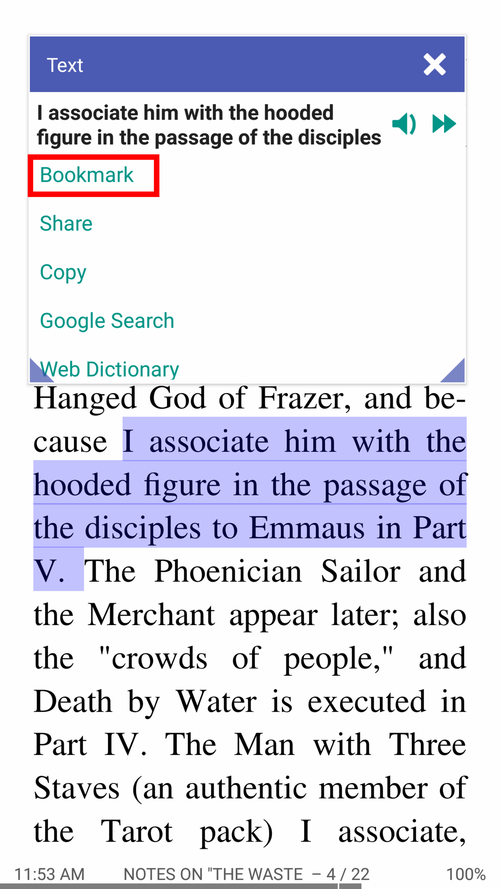 Text
I associate him with the hooded
figure in the passage of the disciples
Bookmark
Share
Copy
Google Search
Web Dictionary
Hanged God of Frazer, and be-
cause I associate him with the
hooded figure in the passage of
the disciples to Emmaus in Part
V. The Phoenician Sailor and
the Merchant appear later; also
the "crowds of people," and
Death by Water is executed in
Part IV. The Man with Three
Staves (an authentic member of
the Tarot pack) I associate,
11:53 AM NOTES ON "THE WASTE – 4 / 22 100%